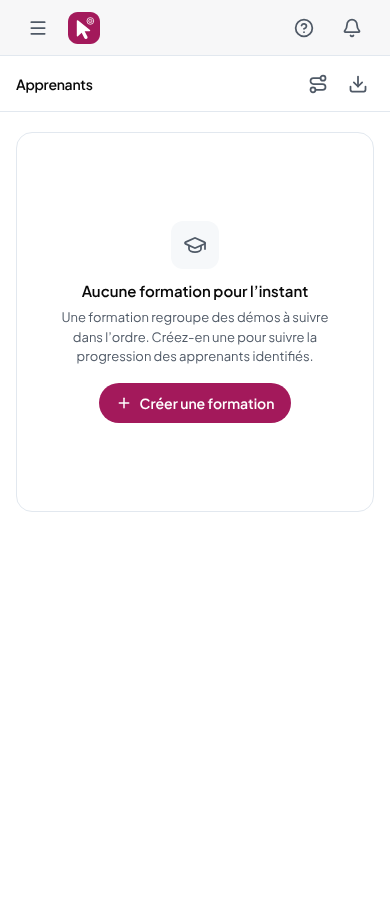 Apprenants
Aucune formation pour l'instant
Une formation regroupe des démos à suivre
dans l'ordre. Créez-en une pour suivre la
progression des apprenants identifiés.
Créer une formation